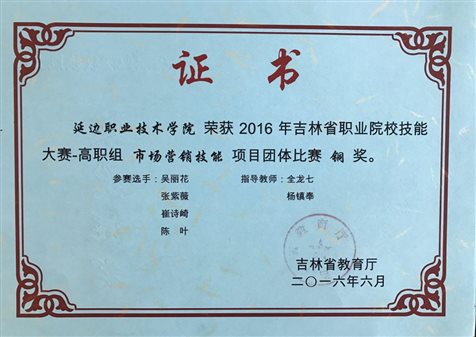 证书
延边职业技术学院 荣获 2016 年吉林省职业院校技能
大赛-高职组 市场营销技能 项目团体比赛 铜 奖。
参赛选手：吴丽花 指导教师：全龙七
张紫薇 杨镇奉
崔诗崎
陈 叶
教育厅
吉林省教育厅
二〇一六年六月